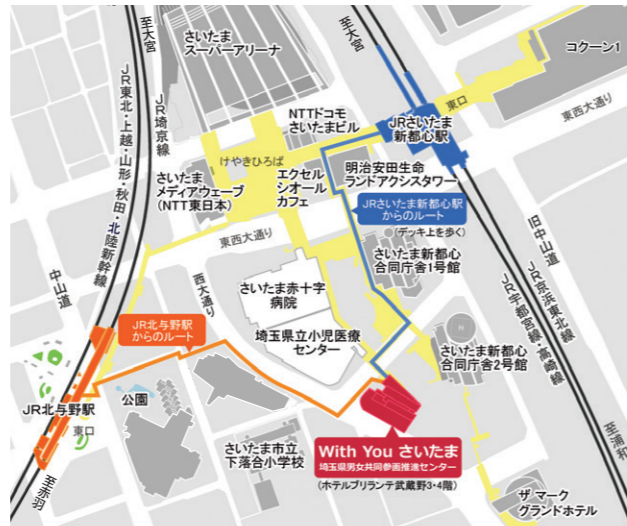 至大宮
さいたま
スーパーアリーナ
至大宮
コクーン1
JR埼京線
JR東北・上越・山形・秋田・北陸新幹線
NTTドコモ
さいたまビル
JRさいたま
新都心駅
東口
東西大通り
けやきひろば
さいたま
メディアウェーブ
(NTT東日本)
エクセル
シオール
カフェ
明治安田生命
ランドアクシスタワー
JRさいたま新都心駅
からのルート
(デッキ上を歩く)
旧中山道
中山道
東西大通り
西大通り
さいたま新都心
合同庁舎1号館
さいたま赤十字
病院
JR京浜東北線
JR宇都宮線・高崎線
JR北与野駅
からのルート
埼玉県立小児医療
センター
さいたま新都心
合同庁舎2号館
JR北与野駅
東口
公園
至浦和
さいたま市立
下落合小学校
With You さいたま
埼玉県男女共同参画推進センター
(ホテルブリランテ武蔵野3・4階)
至赤羽
ザ マーク
グランドホテル